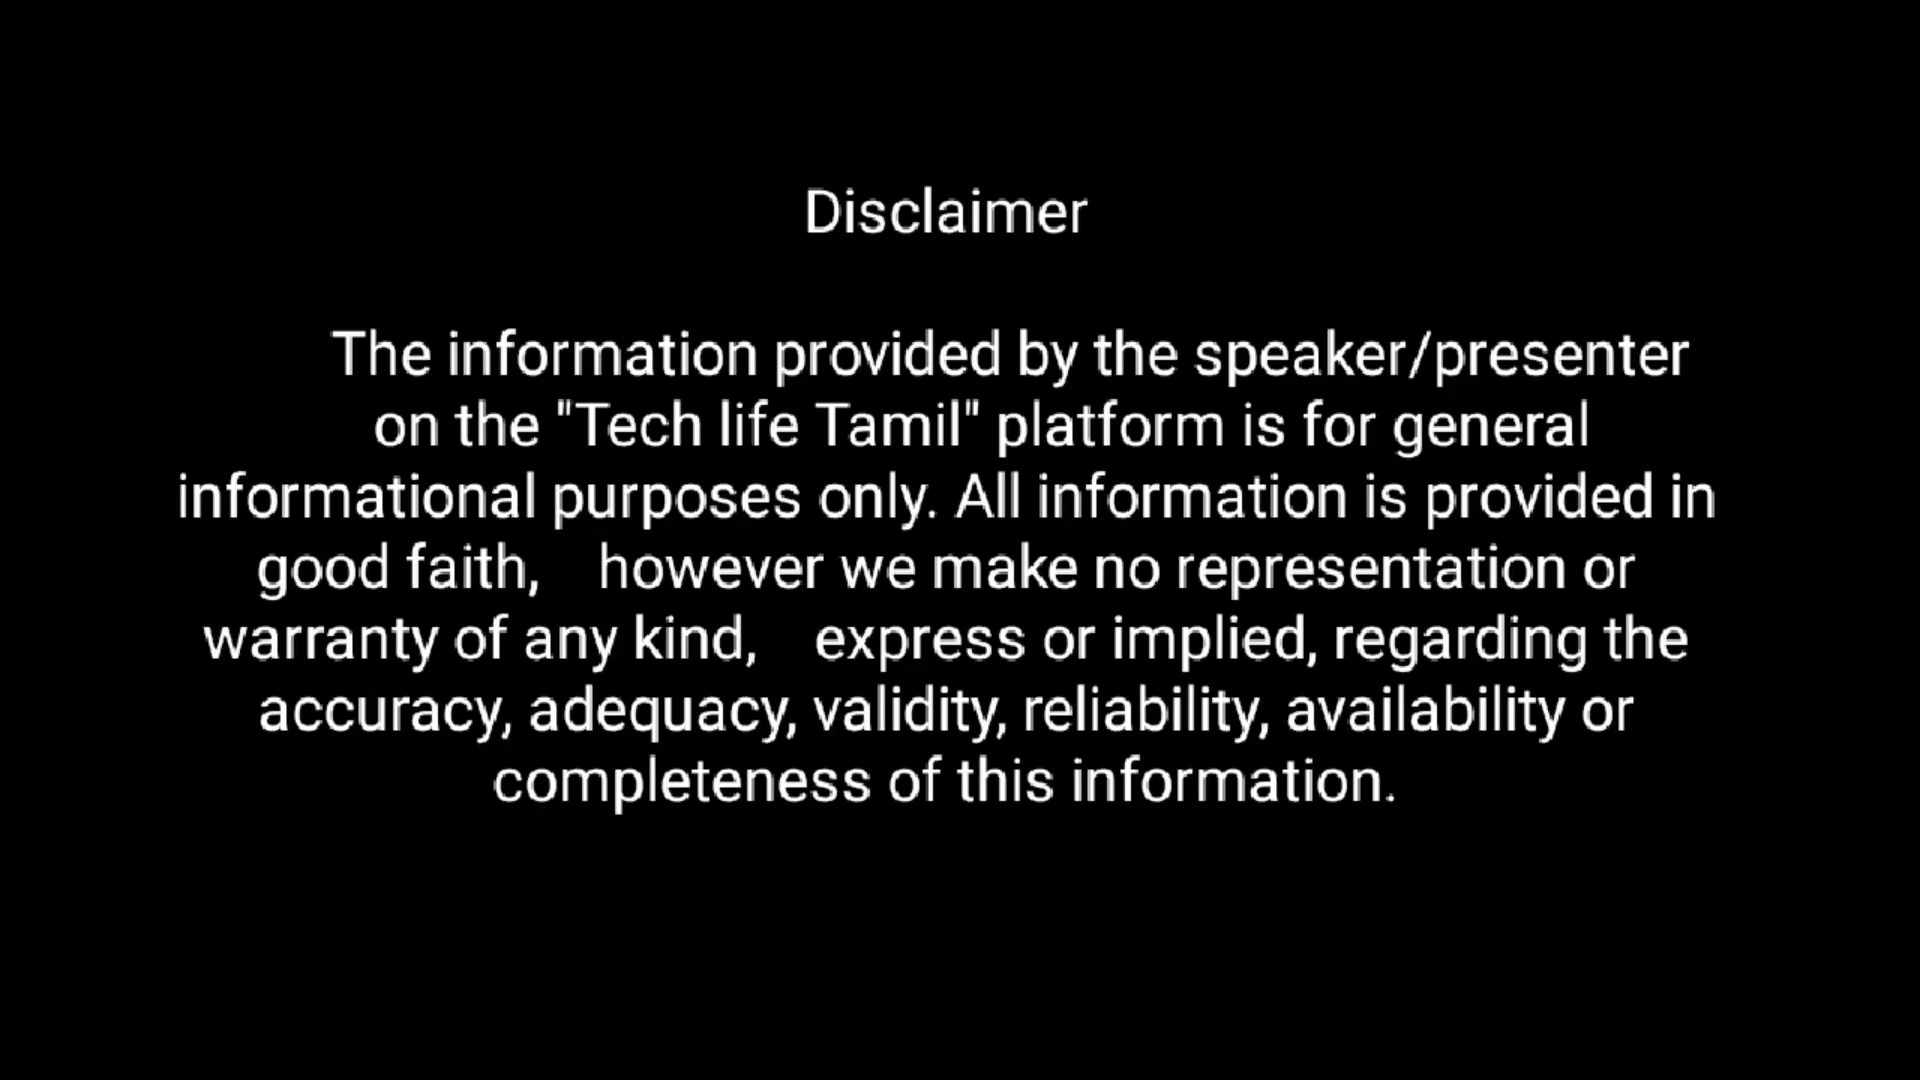 Disclaimer
The information provided by the speaker/presenter
on the "Tech life Tamil" platform is for general
informational purposes only. All information is provided in
good faith, however we make no representation or
warranty of any kind, express or implied, regarding the
accuracy, adequacy, validity, reliability, availability or
completeness of this information.